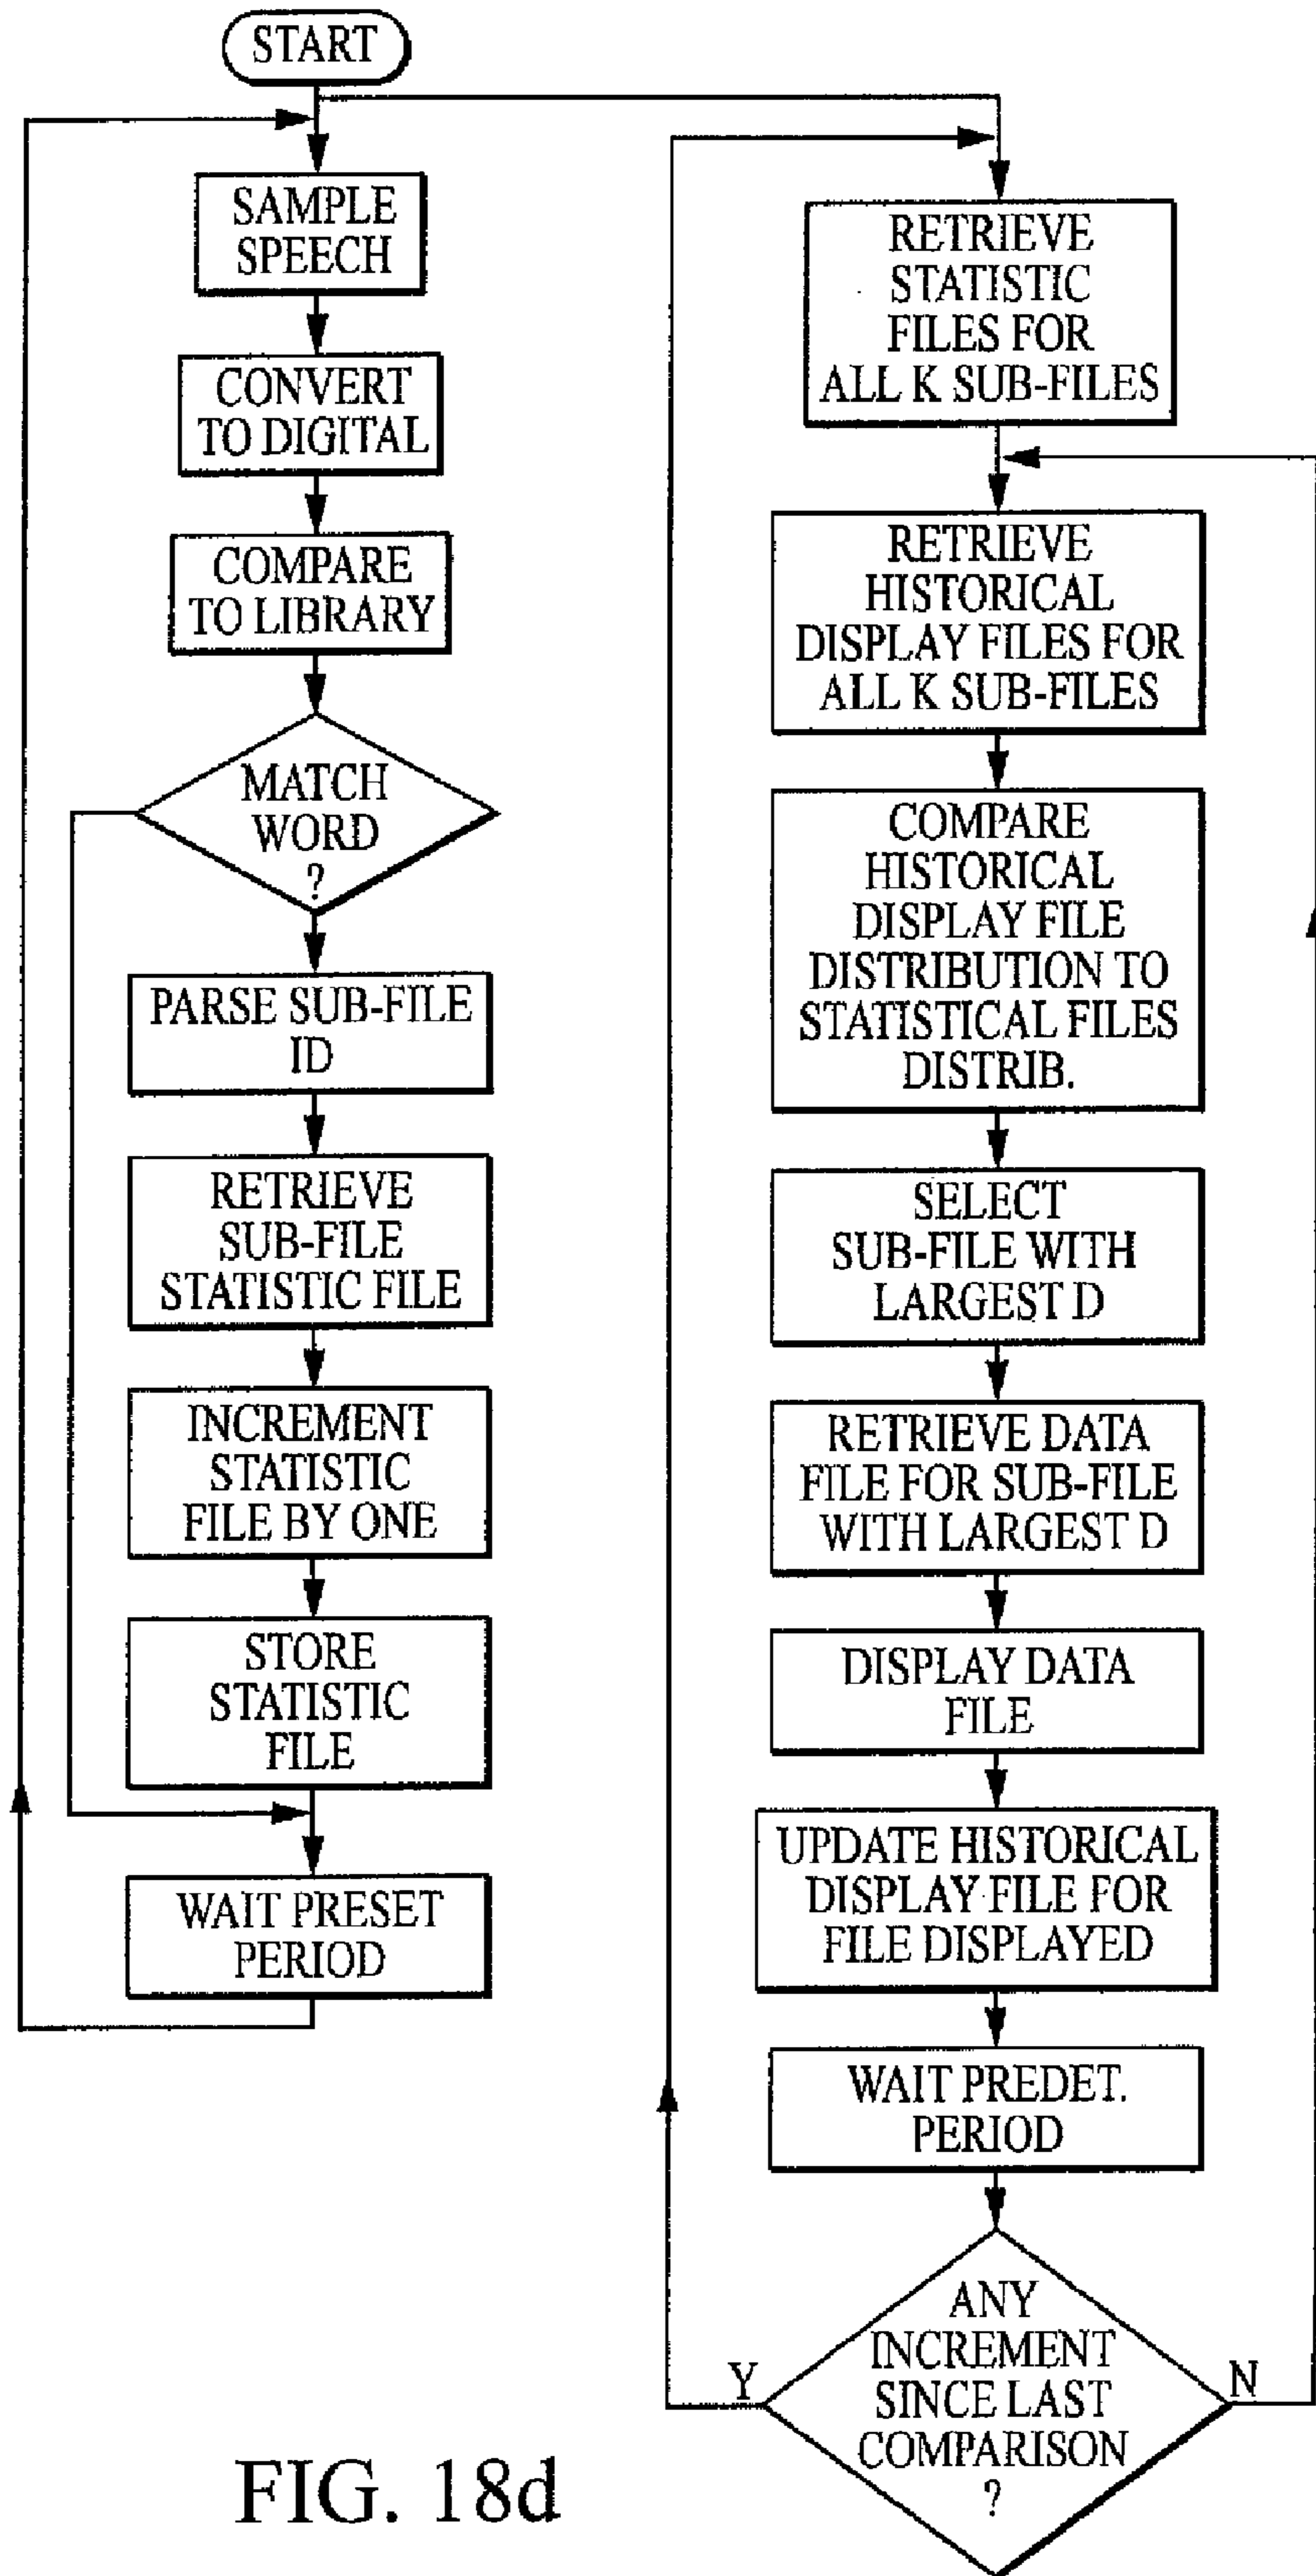 START
SAMPLE
SPEECH
CONVERT
TO DIGITAL
COMPARE
TO LIBRARY
MATCH
WORD
?
PARSE SUB-FILE
ID
RETRIEVE
SUB-FILE
STATISTIC FILE
INCREMENT
STATISTIC
FILE BY ONE
STORE
STATISTIC
FILE
WAIT PRESET
PERIOD
RETRIEVE
STATISTIC
FILES FOR
ALL K SUB-FILES
RETRIEVE
HISTORICAL
DISPLAY FILES FOR
ALL K SUB-FILES
COMPARE
HISTORICAL
DISPLAY FILE
DISTRIBUTION TO
STATISTICAL FILES
DISTRIB.
SELECT
SUB-FILE WITH
LARGEST D
RETRIEVE DATA
FILE FOR SUB-FILE
WITH LARGEST D
DISPLAY DATA
FILE
UPDATE HISTORICAL
DISPLAY FILE FOR
FILE DISPLAYED
WAIT PREDET.
PERIOD
ANY
INCREMENT
SINCE LAST
COMPARISON
?
Y
N
FIG. 18d